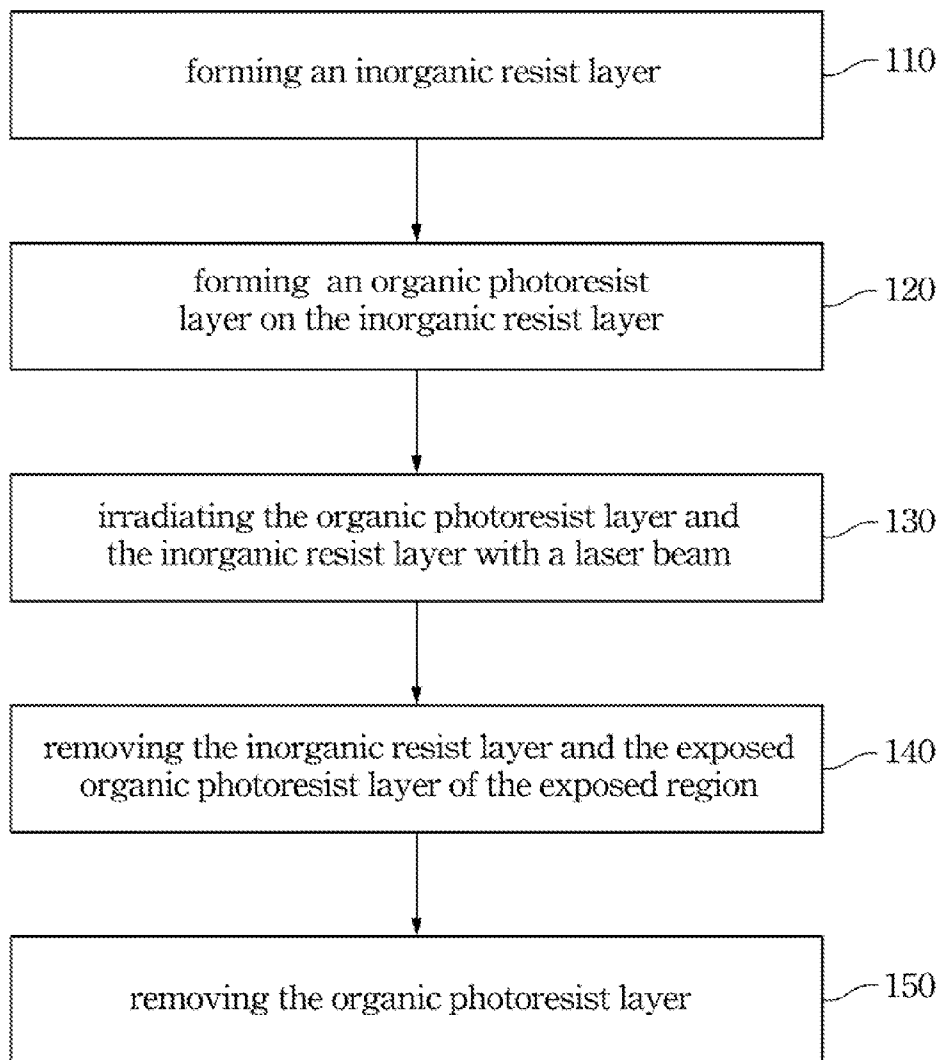 forming an inorganic resist layer
110
forming an organic photoresist
layer on the inorganic resist layer
120
irradiating the organic photoresist layer and
the inorganic resist layer with a laser beam
130
removing the inorganic resist layer and the exposed
organic photoresist layer of the exposed region
140
removing the organic photoresist layer
150